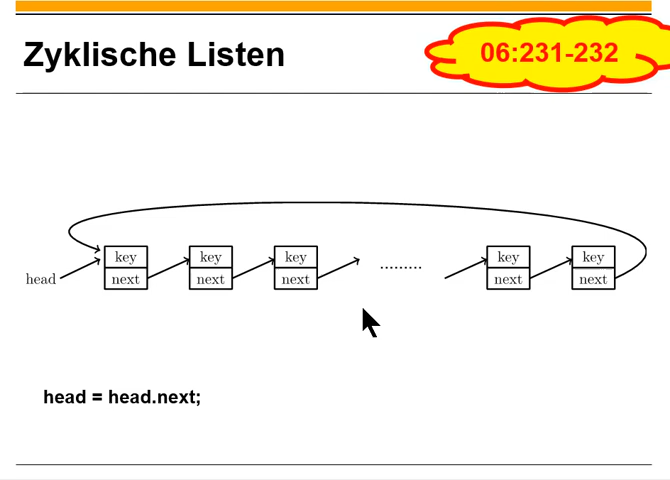 Zyklische Listen
06:231-232
key key key key key
head next next next ......... next next
head = head.next;